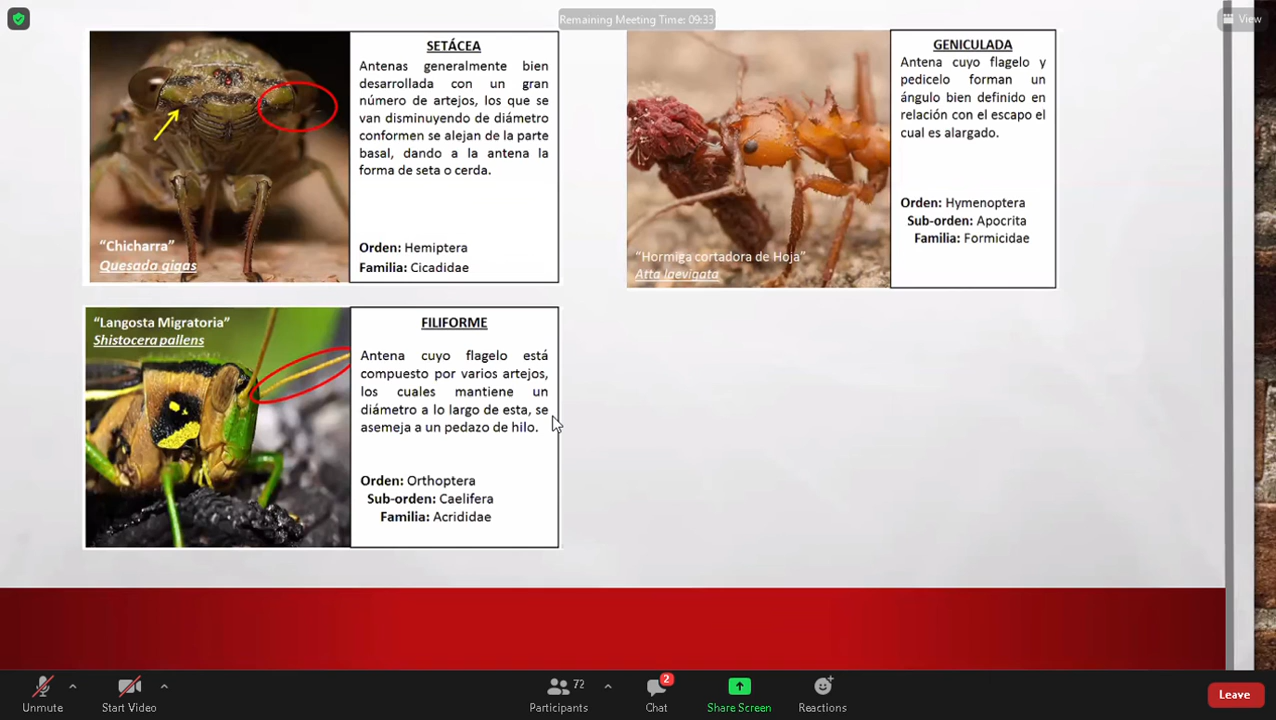 Remaining Meeting Time: 09:33
View
SETÁCEA
Antenas generalmente bien
desarrollada con un gran
número de artejos, los que se
van disminuyendo de diámetro
conformen se alejan de la parte
basal, dando a la antena la
forma de seta o cerda.
Orden: Hemiptera
Familia: Cicadidae
"Chicharra"
Quesada gigas
GENICULADA
Antena cuyo flagelo y
pedicelo forman un
ángulo bien definido en
relación con el escapo el
cual es alargado.
Orden: Hymenoptera
Sub-orden: Apocrita
Familia: Formicidae
"Hormiga cortadora de Hoja"
Atta laevigata
"Langosta Migratoria"
Shistocera pallens
FILIFORME
Antena cuyo flagelo está
compuesto por varios artejos,
los cuales mantiene un
diámetro a lo largo de esta, se
asemeja a un pedazo de hilo.
Orden: Orthoptera
Sub-orden: Caelifera
Familia: Acrididae
Unmute
Start Video
72
Participants
2
Chat
Share Screen
Reactions
Leave